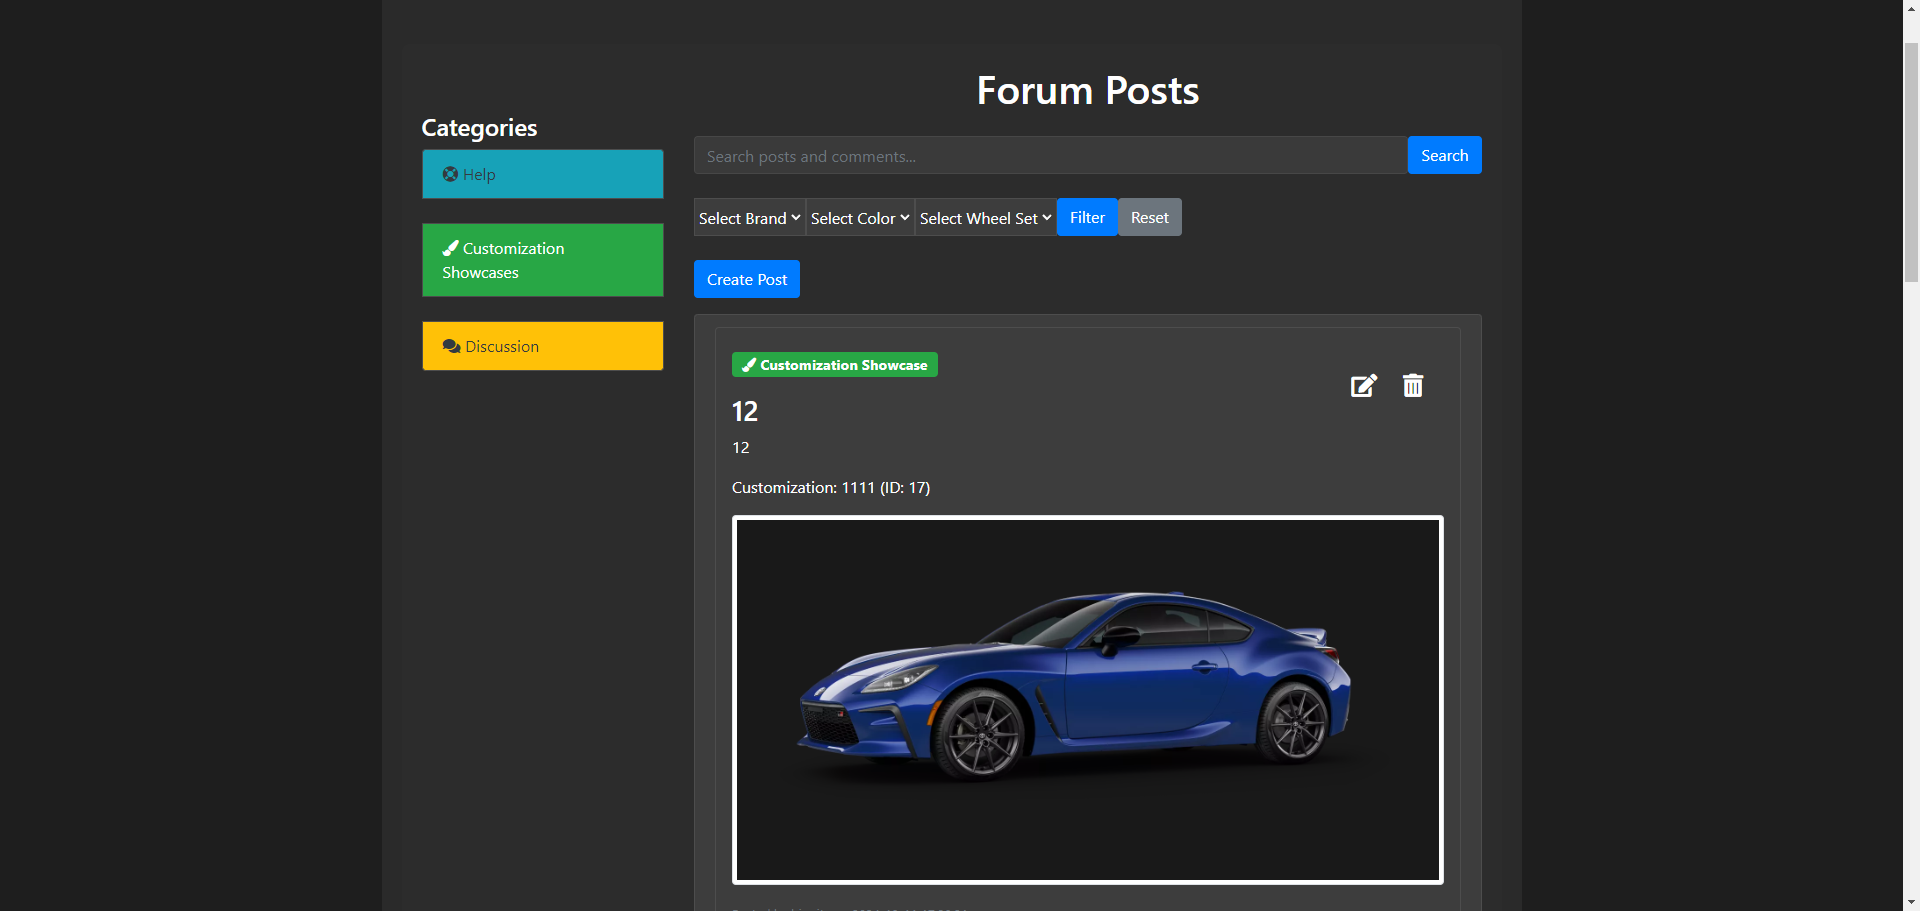 Forum Posts
Categories
Help
Customization
Showcases
Discussion
Search posts and comments...
Search
Select Brand
Select Color
Select Wheel Set
Filter
Reset
Create Post
Customization Showcase
12
12
Customization: 1111 (ID: 17)